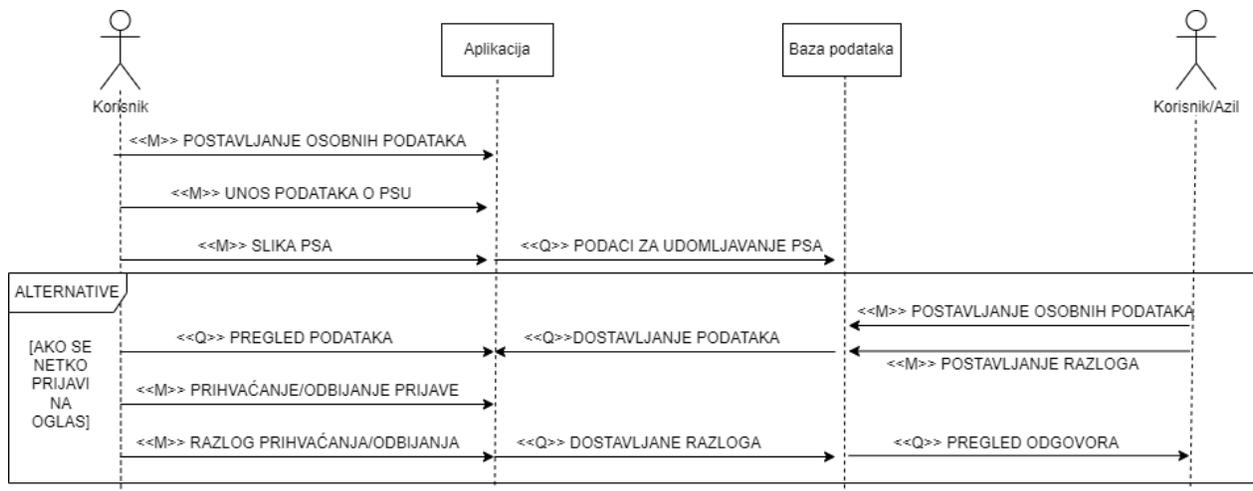 Korisnik
Aplikacija
Baza podataka
Korisnik/Azil
<<M>> POSTAVLJANJE OSOBNIH PODATAKA
<<M>> UNOS PODATAKA O PSU
<<M>> SLIKA PSA
<<Q>> PODACI ZA UDOMLJAVANJE PSA
ALTERNATIVE
[AKO SE
NETKO
PRIJAVI
NA
OGLAS]
<<M>> POSTAVLJANJE OSOBNIH PODATAKA
<<Q>> PREGLED PODATAKA
<<Q>>DOSTAVLJANJE PODATAKA
<<M>> POSTAVLJANJE RAZLOGA
<<M>> PRIHVAĆANJE/ODBIJANJE PRIJAVE
<<M>> RAZLOG PRIHVAĆANJA/ODBIJANJA
<<Q>> DOSTAVLJANE RAZLOGA
<<Q>> PREGLED ODGOVORA